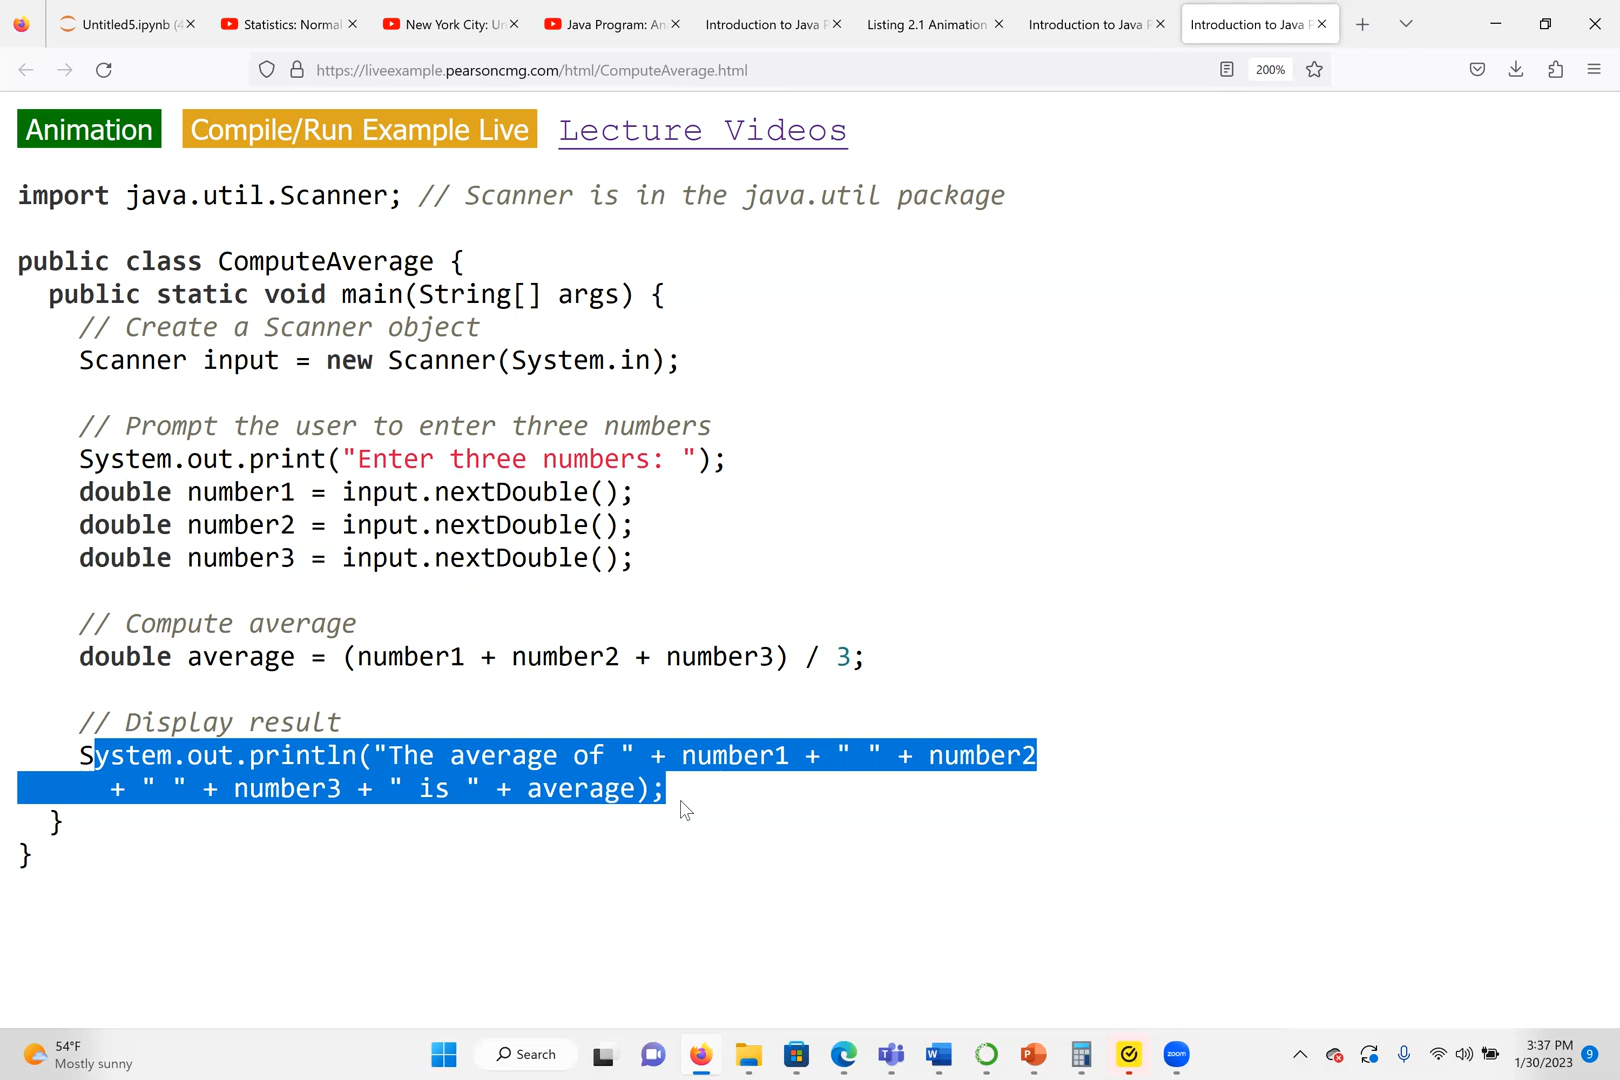 Untitled5.ipynb (4 Statistics: Normal New York City: Un Java Program: An Introduction to Java P Listing 2.1 Animation Introduction to Java P Introduction to Java P
https://liveexample.pearsoncmg.com/html/ComputeAverage.html 200%
Animation Compile/Run Example Live Lecture Videos
import java.util.Scanner; // Scanner is in the java.util package
public class ComputeAverage {
public static void main(String[] args) {
// Create a Scanner object
Scanner input = new Scanner(System.in);
// Prompt the user to enter three numbers
System.out.print("Enter three numbers: ");
double number1 = input.nextDouble();
double number2 = input.nextDouble();
double number3 = input.nextDouble();
// Compute average
double average = (number1 + number2 + number3) / 3;
// Display result
System.out.println("The average of " + number1 + " " + number2
+ " " + number3 + " is " + average);
}
}
54°F
Mostly sunny
Search
zoom
3:37 PM
1/30/2023 9